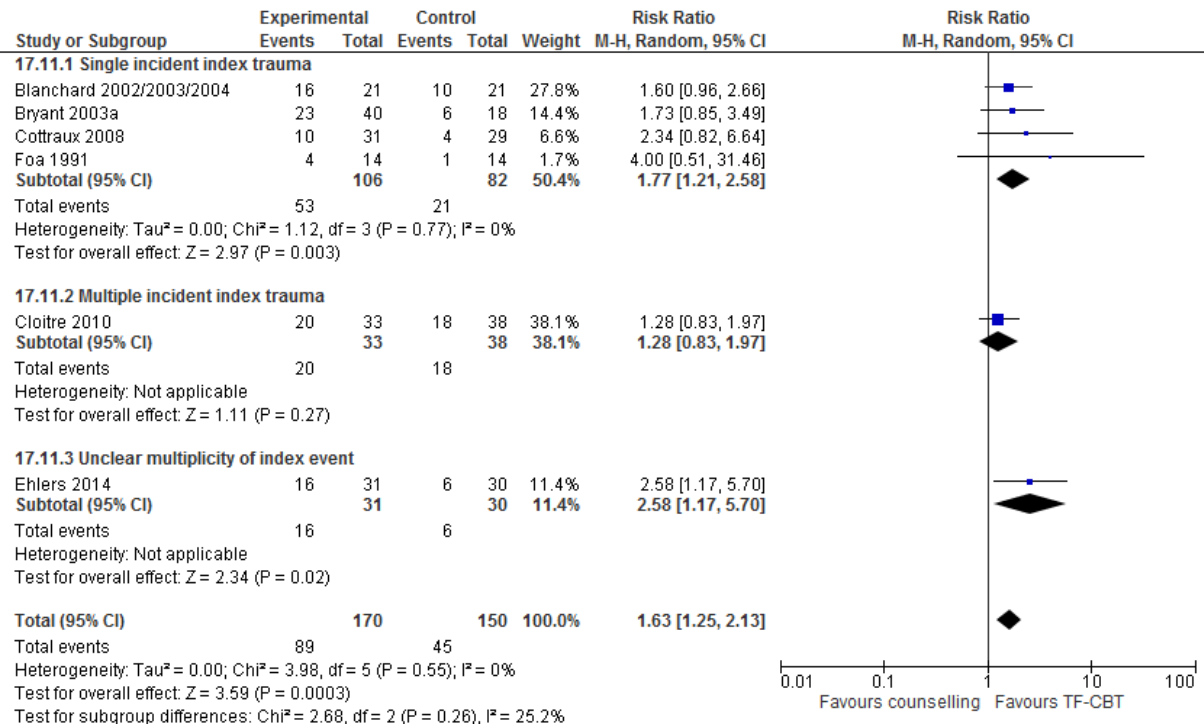 Experimental Control Risk Ratio Risk Ratio
Study or Subgroup Events Total Events Total Weight M-H, Random, 95% CI M-H, Random, 95% CI
17.11.1 Single incident index trauma
Blanchard 2002/2003/2004 16 21 10 21 27.8% 1.60 [0.96, 2.66]
Bryant 2003a 23 40 6 18 14.4% 1.73 [0.85, 3.49]
Cottraux 2008 10 31 4 29 6.6% 2.34 [0.82, 6.64]
Foa 1991 4 14 1 14 1.7% 4.00 [0.51, 31.46]
Subtotal (95% CI) 106 82 50.4% 1.77 [1.21, 2.58]
Total events 53 21
Heterogeneity: Tau² = 0.00; Chi² = 1.12, df = 3 (P = 0.77); I² = 0%
Test for overall effect: Z = 2.97 (P = 0.003)
17.11.2 Multiple incident index trauma
Cloitre 2010 20 33 18 38 38.1% 1.28 [0.83, 1.97]
Subtotal (95% CI) 33 38 38.1% 1.28 [0.83, 1.97]
Total events 20 18
Heterogeneity: Not applicable
Test for overall effect: Z = 1.11 (P = 0.27)
17.11.3 Unclear multiplicity of index event
Ehlers 2014 16 31 6 30 11.4% 2.58 [1.17, 5.70]
Subtotal (95% CI) 31 30 11.4% 2.58 [1.17, 5.70]
Total events 16 6
Heterogeneity: Not applicable
Test for overall effect: Z = 2.34 (P = 0.02)
Total (95% CI) 170 150 100.0% 1.63 [1.25, 2.13]
Total events 89 45
Heterogeneity: Tau² = 0.00; Chi² = 3.98, df = 5 (P = 0.55); I² = 0%
Test for overall effect: Z = 3.59 (P = 0.0003)
Test for subgroup differences: Chi² = 2.68, df = 2 (P = 0.26), I² = 25.2%
0.01 0.1 1 10 100
Favours counselling Favours TF-CBT